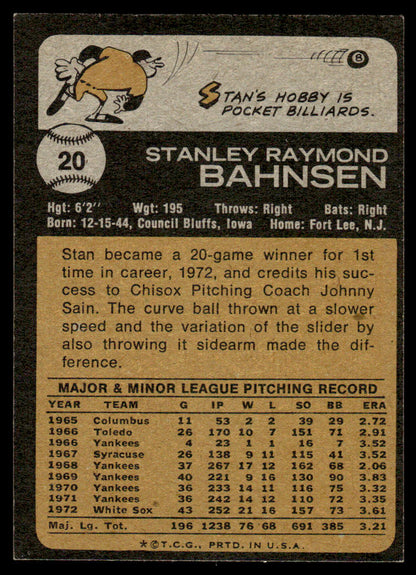 B
STAN'S HOBBY IS
POCKET BILLIARDS.
20
STANLEY RAYMOND
BAHNSEN
Hgt: 6'2'' Wgt: 195 Throws: Right Bats: Right
Born: 12-15-44, Council Bluffs, Iowa Home: Fort Lee, N.J.
Stan became a 20-game winner for 1st
time in career, 1972, and credits his suc-
cess to Chisox Pitching Coach Johnny
Sain. The curve ball thrown at a slower
speed and the variation of the slider by
also throwing it sidearm made the dif-
ference.
MAJOR & MINOR LEAGUE PITCHING RECORD
YEAR TEAM G IP W L SO BB ERA
1965 Columbus 11 53 2 2 39 29 2.72
1966 Toledo 26 170 10 7 151 71 2.91
1966 Yankees 4 23 1 1 16 7 3.52
1967 Syracuse 26 138 9 11 115 41 3.52
1968 Yankees 37 267 17 12 162 68 2.06
1969 Yankees 40 221 9 16 130 90 3.83
1970 Yankees 36 233 14 11 116 75 3.32
1971 Yankees 36 242 14 12 110 72 3.35
1972 White Sox 43 252 21 16 157 73 3.61
Maj. Lg. Tot. 196 1238 76 68 691 385 3.21
*©T.C.G., PRTD. IN U.S.A.